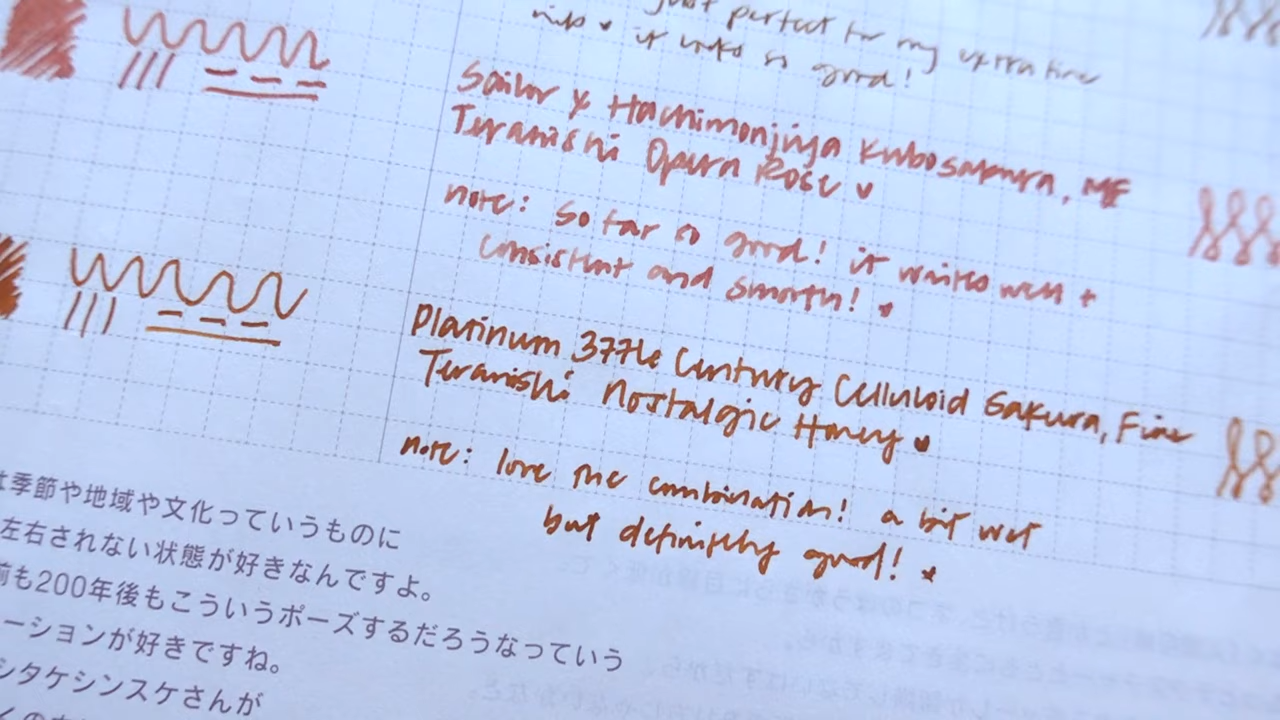 just perfect for my extra fine
nib ♥ it writes so good!
Sailor x Hachimonjiya Kubosakura, MF
Teranishi Opera Rose ♥
note: so far so good! it writes well +
consistent and smooth! ★
Platinum 3776 Century Celluloid Sakura, Fine
Teranishi Nostalgic Honey ♥
note: love the combination! a bit wet
but definitely good! ★
季節や地域や文化っていうものに
左右されない状態が好きなんですよ。
前も200年後もこういうポーズするだろうなっていう
ーションが好きですね。
シタケシンスケさんが